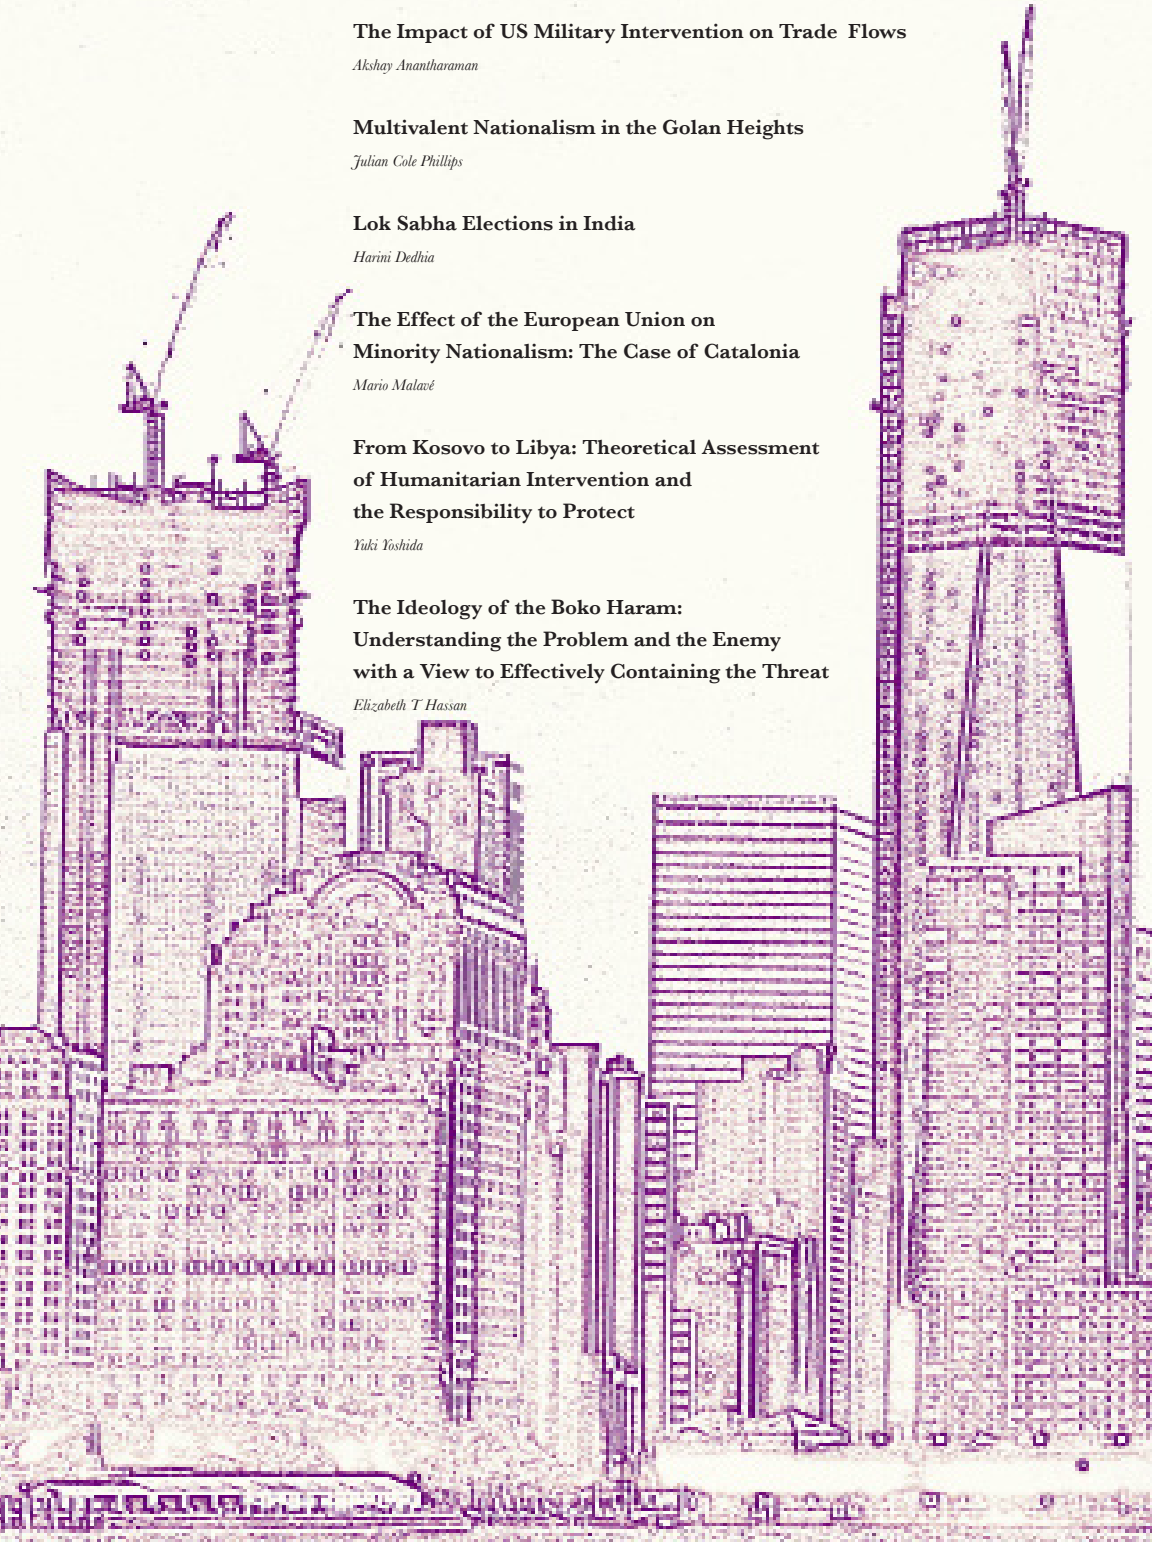 The Impact of US Military Intervention on Trade Flows
Akshay Anantharaman
Multivalent Nationalism in the Golan Heights
Julian Cole Phillips
Lok Sabha Elections in India
Harini Dedhia
The Effect of the European Union on
Minority Nationalism: The Case of Catalonia
Mario Malavé
From Kosovo to Libya: Theoretical Assessment
of Humanitarian Intervention and
the Responsibility to Protect
Yuki Yoshida
The Ideology of the Boko Haram:
Understanding the Problem and the Enemy
with a View to Effectively Containing the Threat
Elizabeth T Hassan